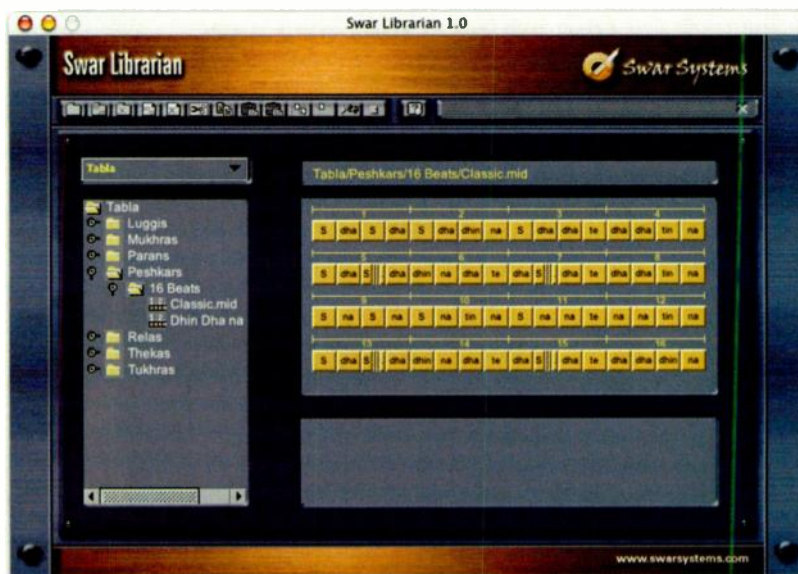 Swar Librarian 1.0
Swar Librarian
Swar Systems
Tabla
Tabla/Peshkars/16 Beats/Classic.mid
Tabla
Luggis
Mukhras
Parans
Peshkars
16 Beats
Classic.mid
Dhin Dha na
Relas
Thekas
Tukhras
1 2 3 4
S dha S dha S dha dhin na S dha dha te dha dha tin na
5 6 7 8
S dha S dha dhin na dha te dha S dha te dha dha tin na
9 10 11 12
S na S na S na tin na S na na te na na tin na
13 14 15 16
S dha S dha dhin na dha te dha S dha te dha dha dhin na
www.swarsystems.com